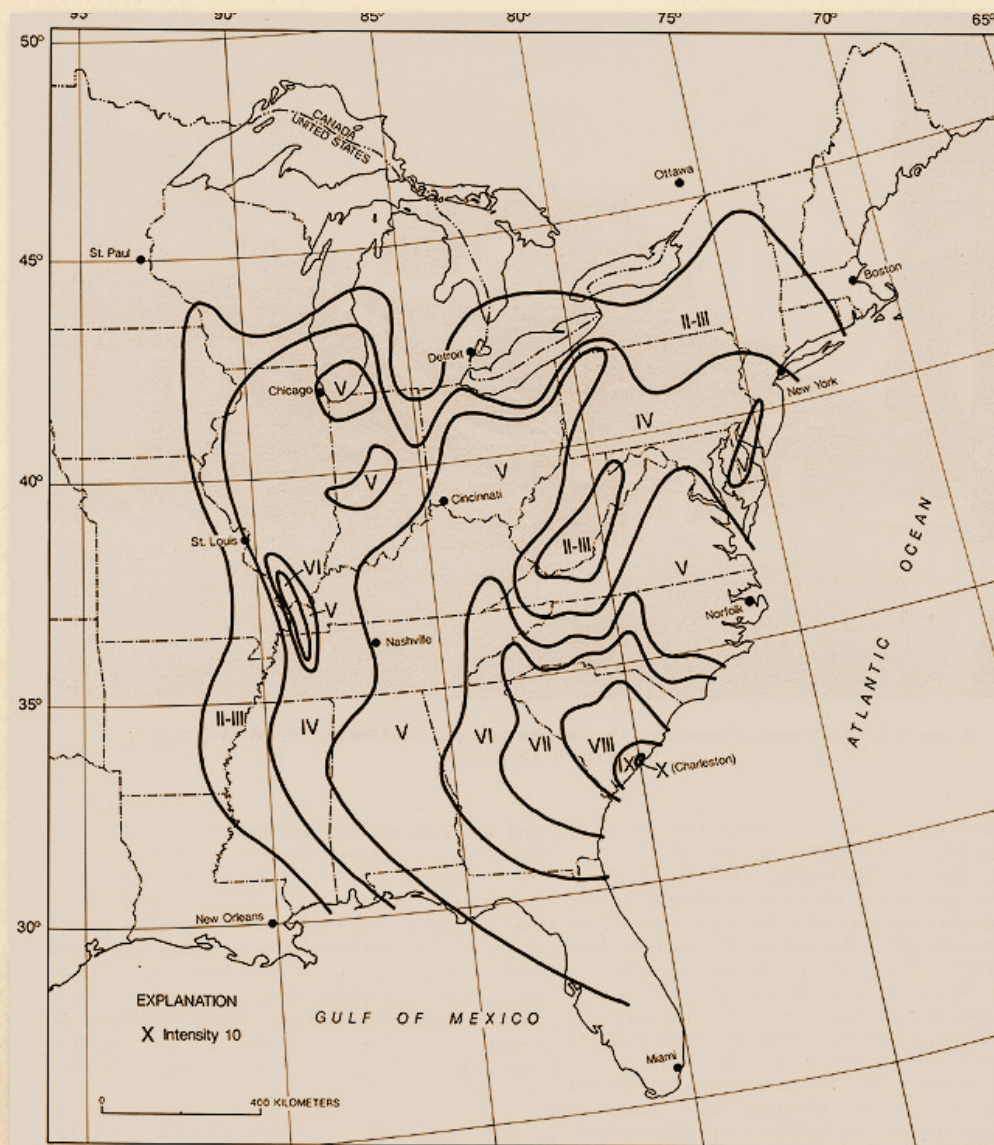 95° 90° 85° 80° 75° 70° 65°
50°
CANADA
UNITED STATES
Ottawa
St. Paul
45°
Boston
II-III
Detroit
Chicago
V
New York
IV
V
V
V
40°
Cincinnati
St. Louis
II-III
VI
V
V
Norfolk
Nashville
35°
II-III
IV
V
VI
VII
VIII
IX
X (Charleston)
ATLANTIC OCEAN
30°
New Orleans
EXPLANATION
X Intensity 10
GULF OF MEXICO
Miami
0 400 KILOMETERS